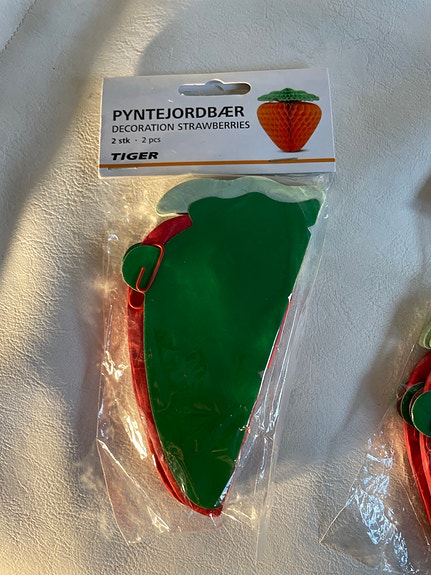 PYNTEJORDBÆR
DECORATION STRAWBERRIES
2 stk · 2 pcs
TIGER